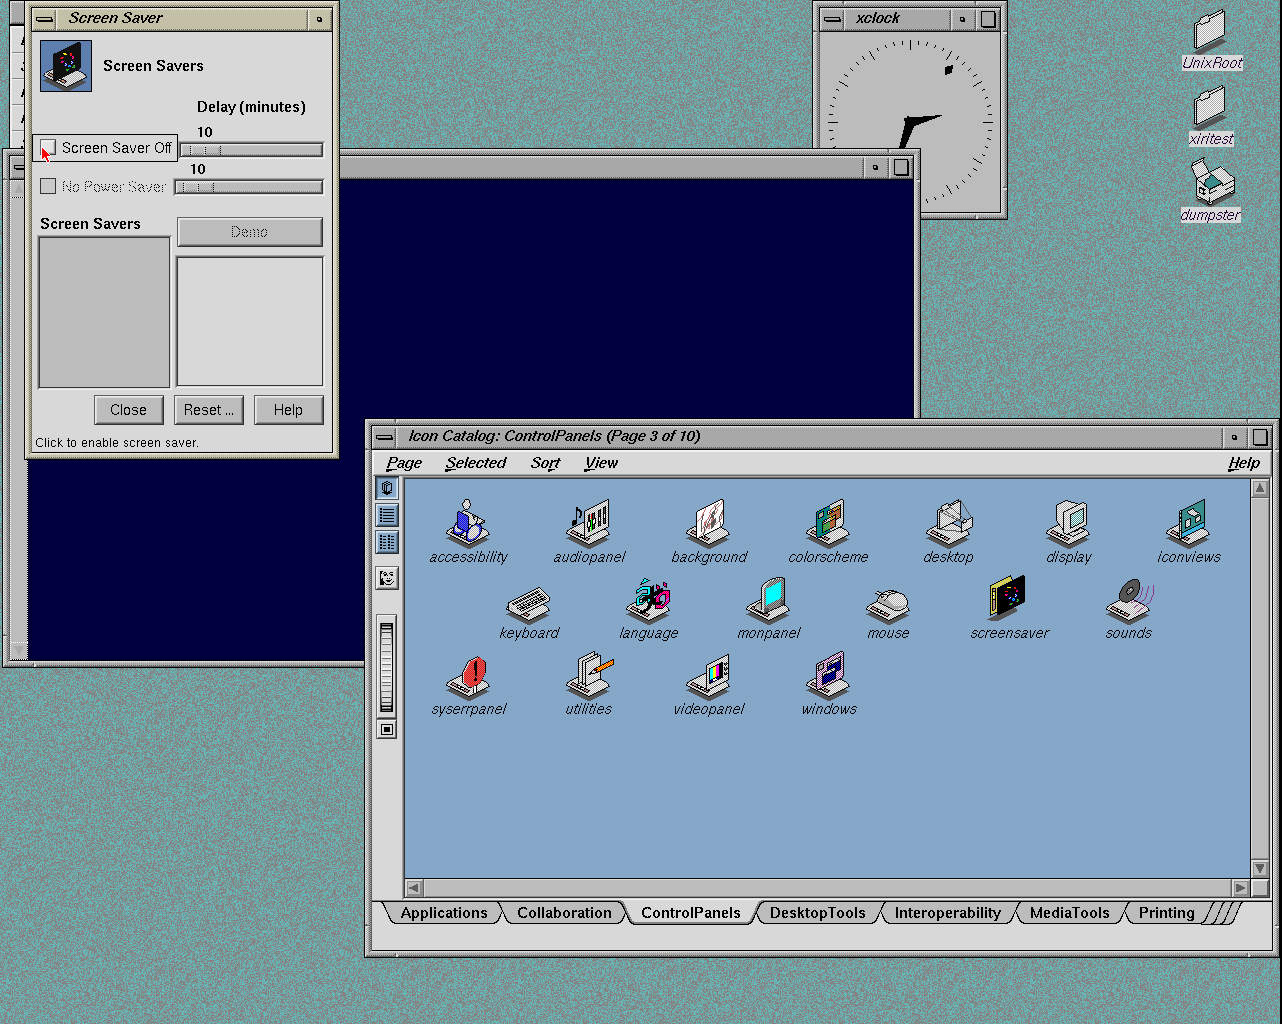 Screen Saver
Screen Savers
Delay (minutes)
10
Screen Saver Off
10
No Power Saver
Screen Savers
Demo
Close
Reset ...
Help
Click to enable screen saver.
xclock
UnixRoot
xiritest
dumpster
Icon Catalog: ControlPanels (Page 3 of 10)
Page Selected Sort View Help
accessibility audiopanel background colorscheme desktop display iconviews
keyboard language monpanel mouse screensaver sounds
syserrpanel utilities videopanel windows
Applications Collaboration ControlPanels DesktopTools Interoperability MediaTools Printing